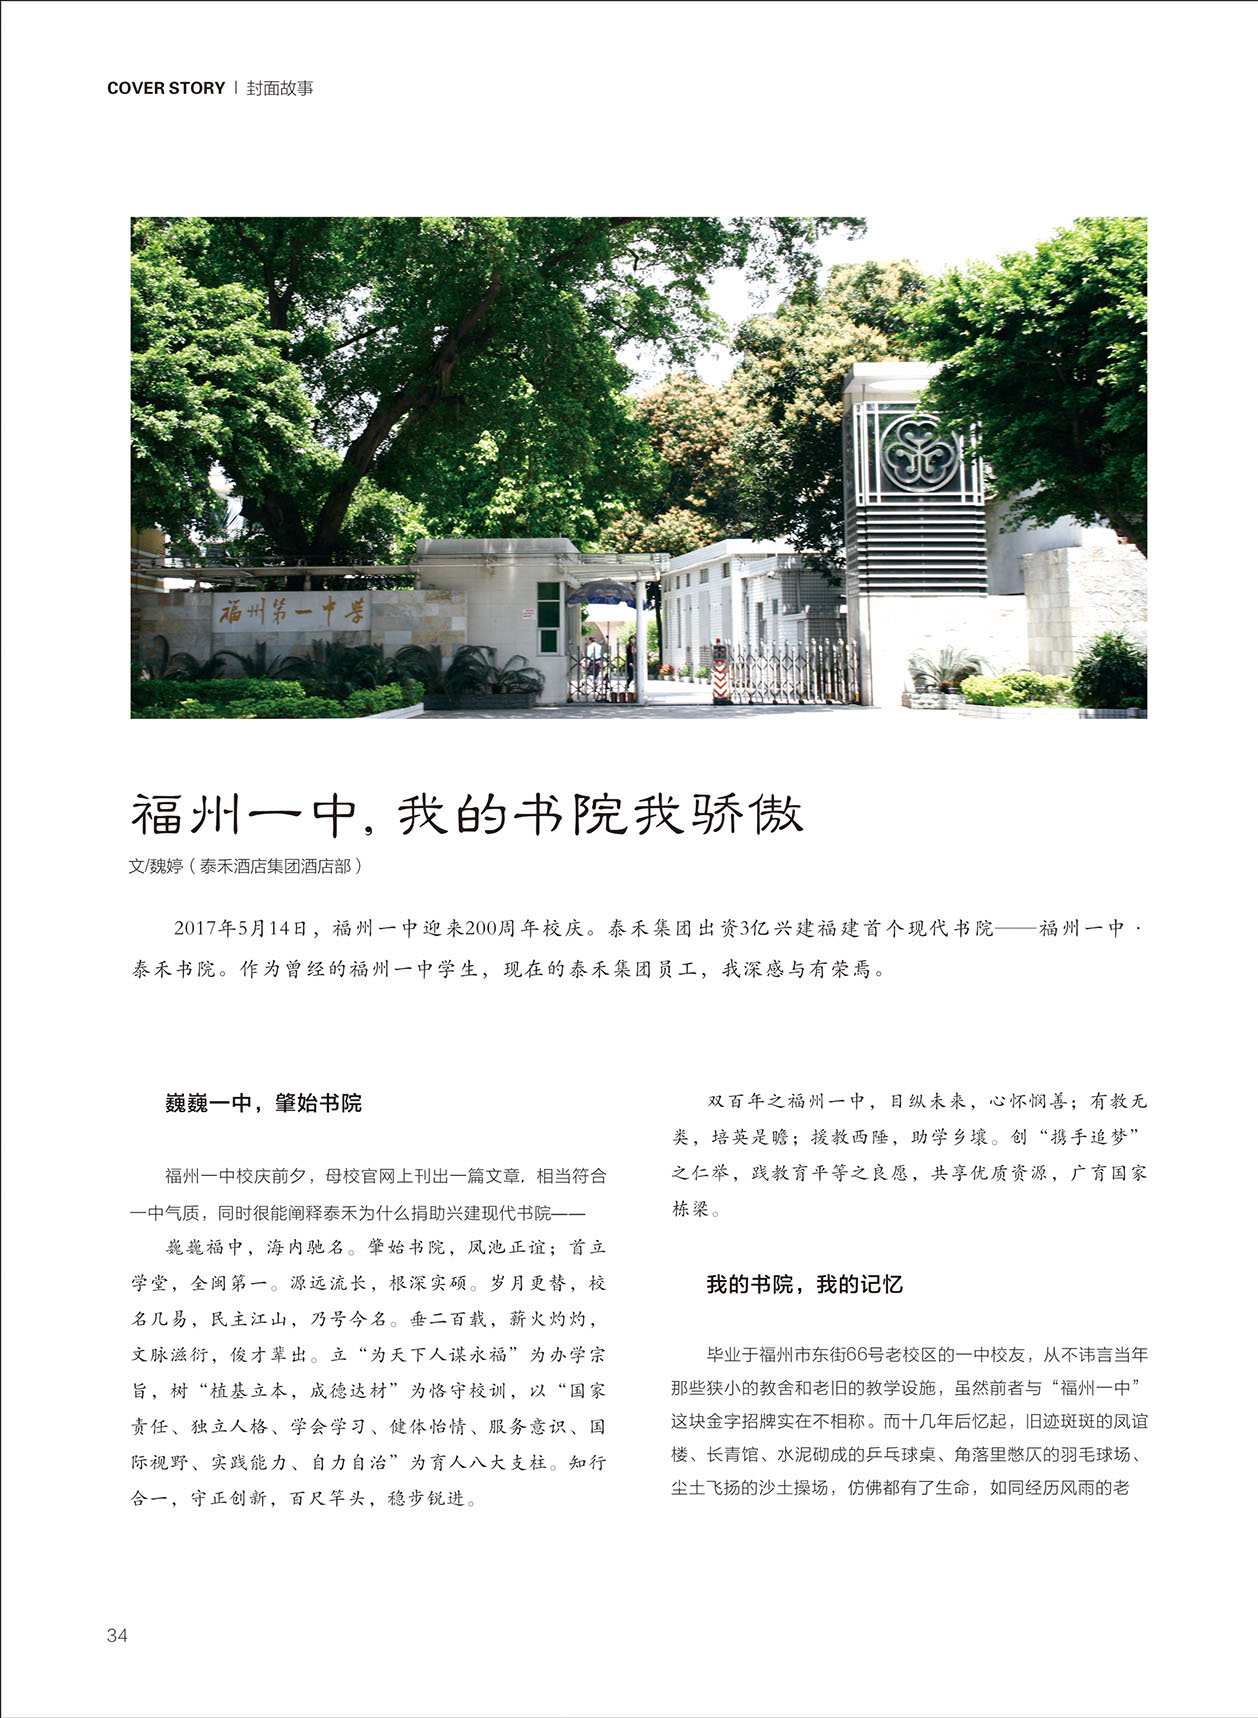 COVER STORY | 封面故事
福州第一中学
福州一中，我的书院我骄傲
文/魏婷（泰禾酒店集团酒店部）
2017年5月14日，福州一中迎来200周年校庆。泰禾集团出资3亿兴建福建首个现代书院——福州一中·
泰禾书院。作为曾经的福州一中学生，现在的泰禾集团员工，我深感与有荣焉。
巍巍一中，肇始书院
福州一中校庆前夕，母校官网上刊出一篇文章，相当符合
一中气质，同时很能阐释泰禾为什么捐助兴建现代书院——
巍巍福中，海内驰名。肇始书院，凤池正谊；首立
学堂，全闽第一。源远流长，根深实硕。岁月更替，校
名几易，民主江山，乃号今名。垂二百载，薪火灼灼，
文脉滋衍，俊才辈出。立“为天下人谋永福”为办学宗
旨，树“植基立本，成德达材”为恪守校训，以“国家
责任、独立人格、学会学习、健体怡情、服务意识、国
际视野、实践能力、自力自治”为育人八大支柱。知行
合一，守正创新，百尺竿头，稳步锐进。
双百年之福州一中，目纵未来，心怀悯善；有教无
类，培英是瞻；援教西陲，助学乡壤。创“携手追梦”
之仁举，践教育平等之良愿，共享优质资源，广育国家
栋梁。
我的书院，我的记忆
毕业于福州市东街66号老校区的一中校友，从不讳言当年
那些狭小的教舍和老旧的教学设施，虽然前者与“福州一中”
这块金字招牌实在不相称。而十几年后忆起，旧迹斑斑的凤谊
楼、长青馆、水泥砌成的乒乓球桌、角落里憋仄的羽毛球场、
尘土飞扬的沙土操场，仿佛都有了生命，如同经历风雨的老
34